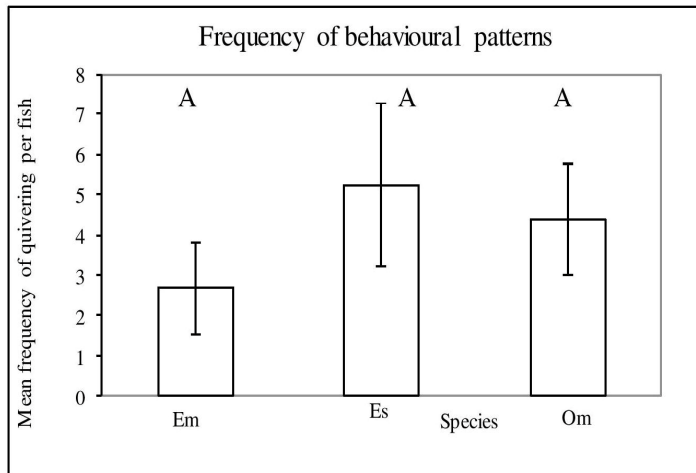 Frequency of behavioural patterns
Mean frequency of quivering per fish
8
7
6
5
4
3
2
1
0
A A A
Em Es Species Om